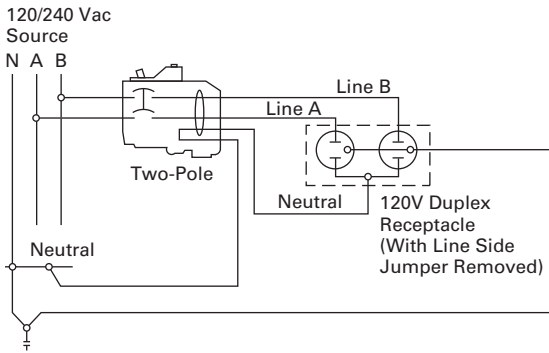 120/240 Vac
Source
N A B
Line B
Line A
Two-Pole
Neutral
120V Duplex
Receptacle
(With Line Side
Jumper Removed)
Neutral